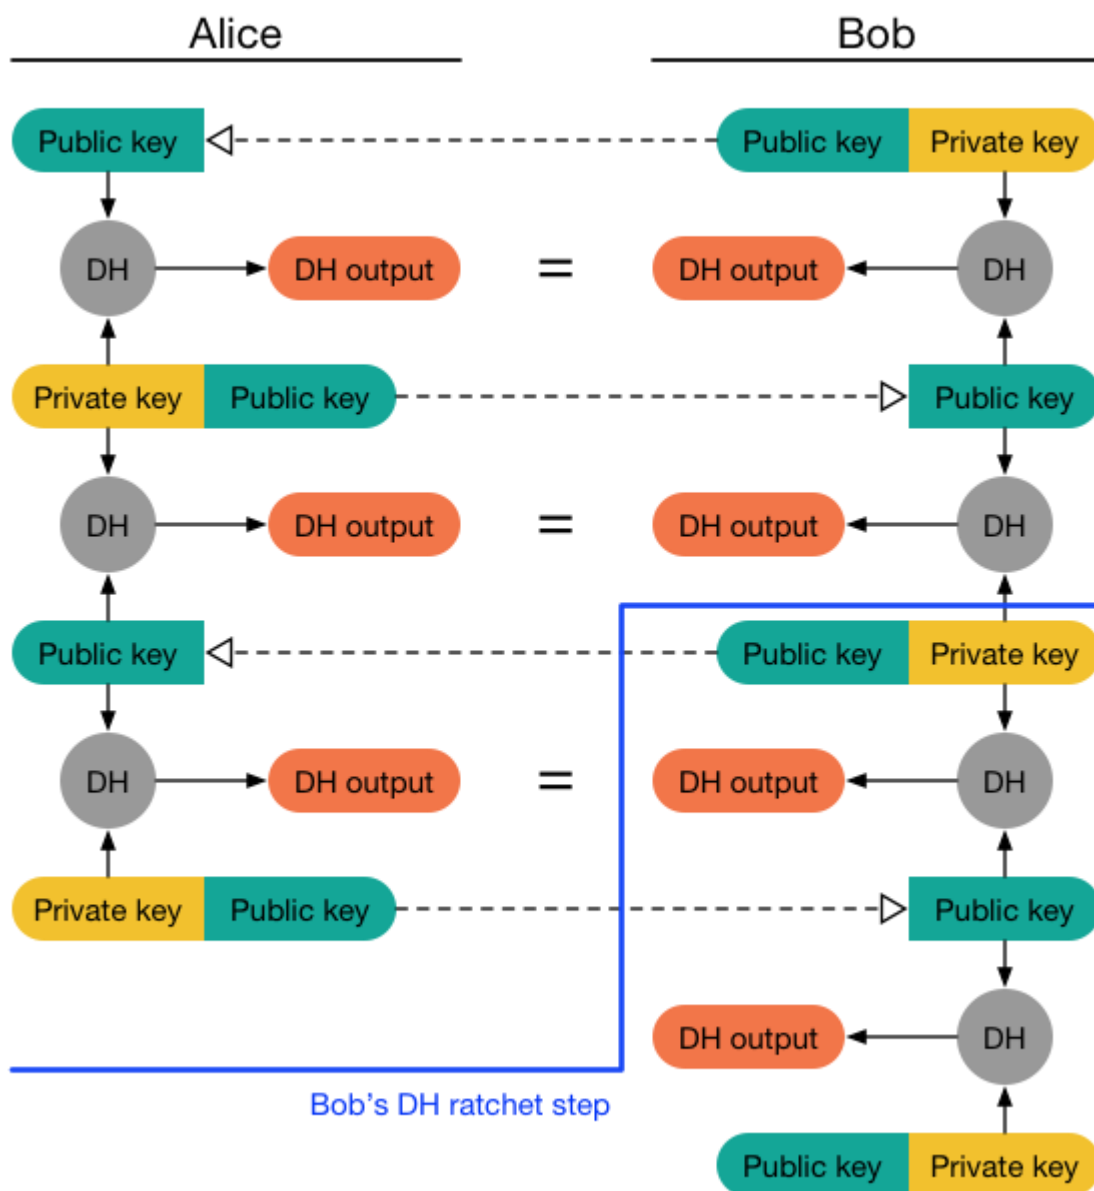 Alice Bob
Public key Public key Private key
DH DH output = DH output DH
Private key Public key Public key
DH DH output = DH output DH
Public key Public key Private key
DH DH output = DH output DH
Private key Public key Public key
DH output DH
Bob's DH ratchet step
Public key Private key